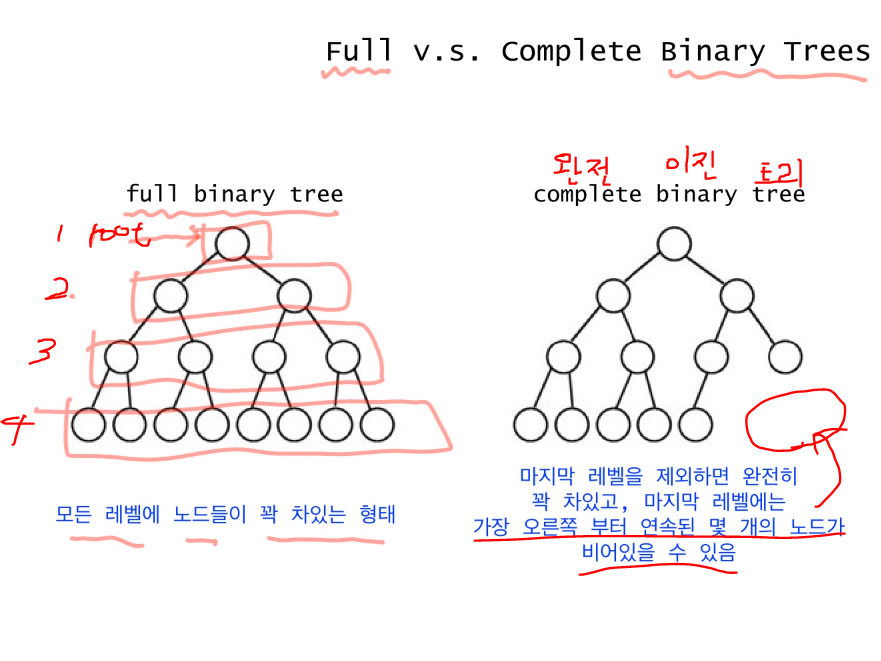 Full v.s. Complete Binary Trees
완전 이진 트리
full binary tree
complete binary tree
1 root
2.
3
4
모든 레벨에 노드들이 꽉 차있는 형태
마지막 레벨을 제외하면 완전히
꽉 차있고, 마지막 레벨에는
가장 오른쪽 부터 연속된 몇 개의 노드가
비어있을 수 있음